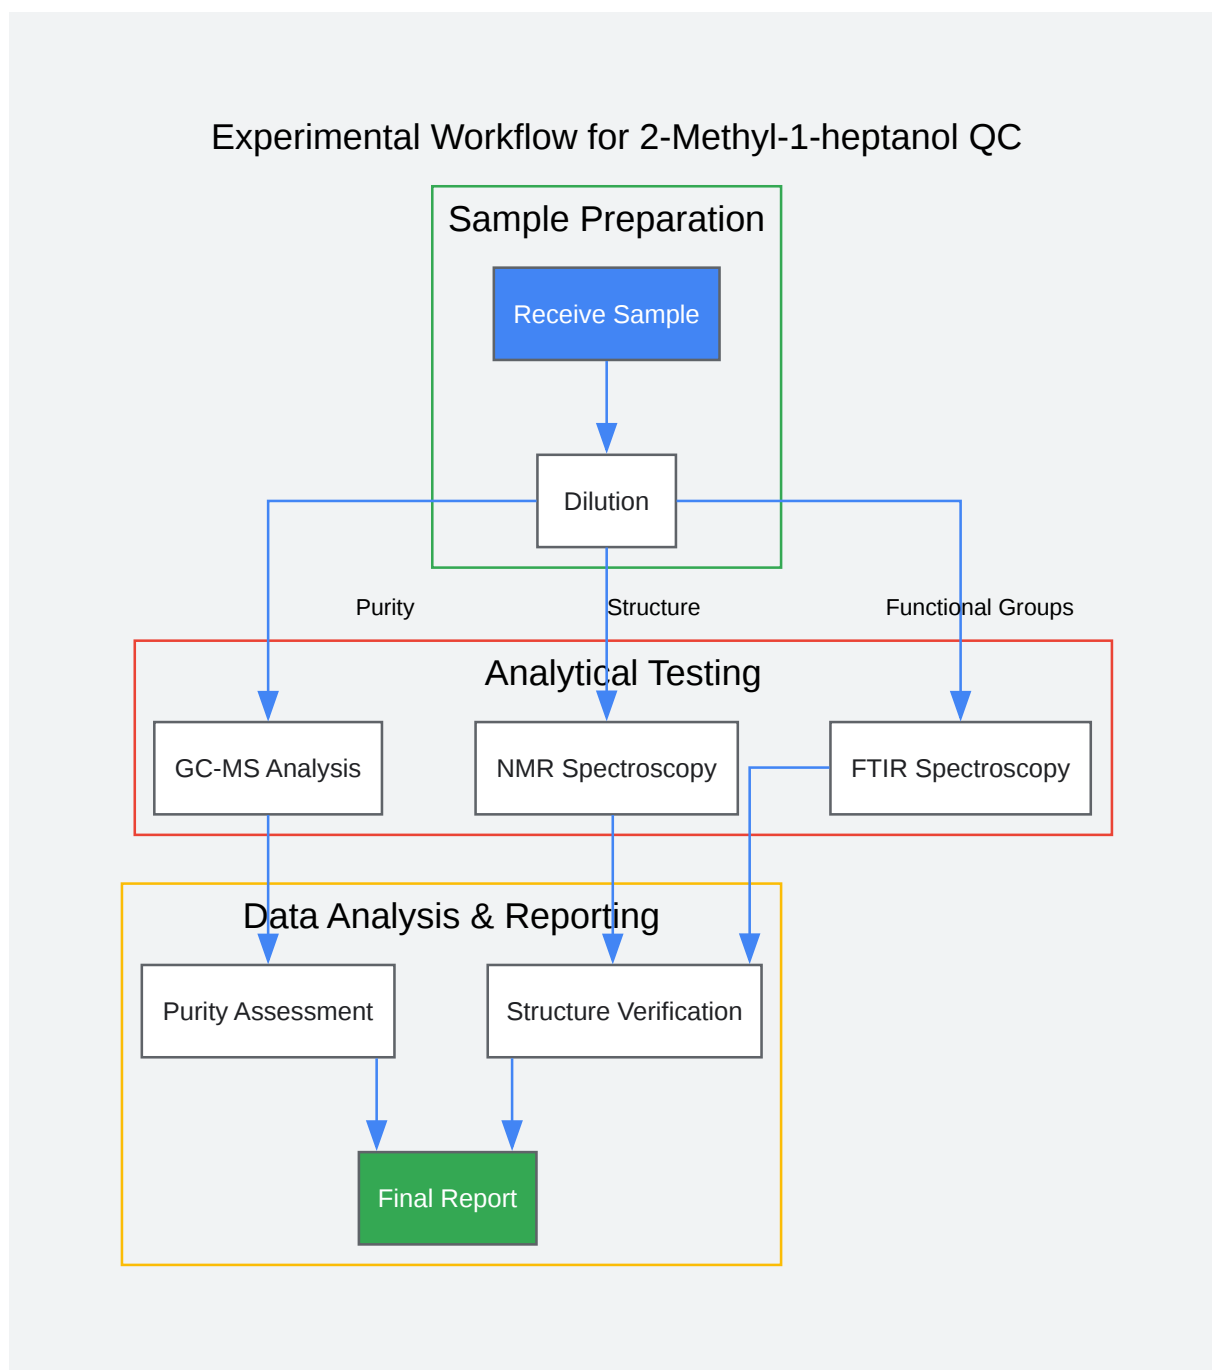 Experimental Workflow for 2-Methyl-1-heptanol QC
Sample Preparation
Receive Sample
Dilution
Purity
Structure
Functional Groups
Analytical Testing
GC-MS Analysis
NMR Spectroscopy
FTIR Spectroscopy
Data Analysis & Reporting
Purity Assessment
Structure Verification
Final Report